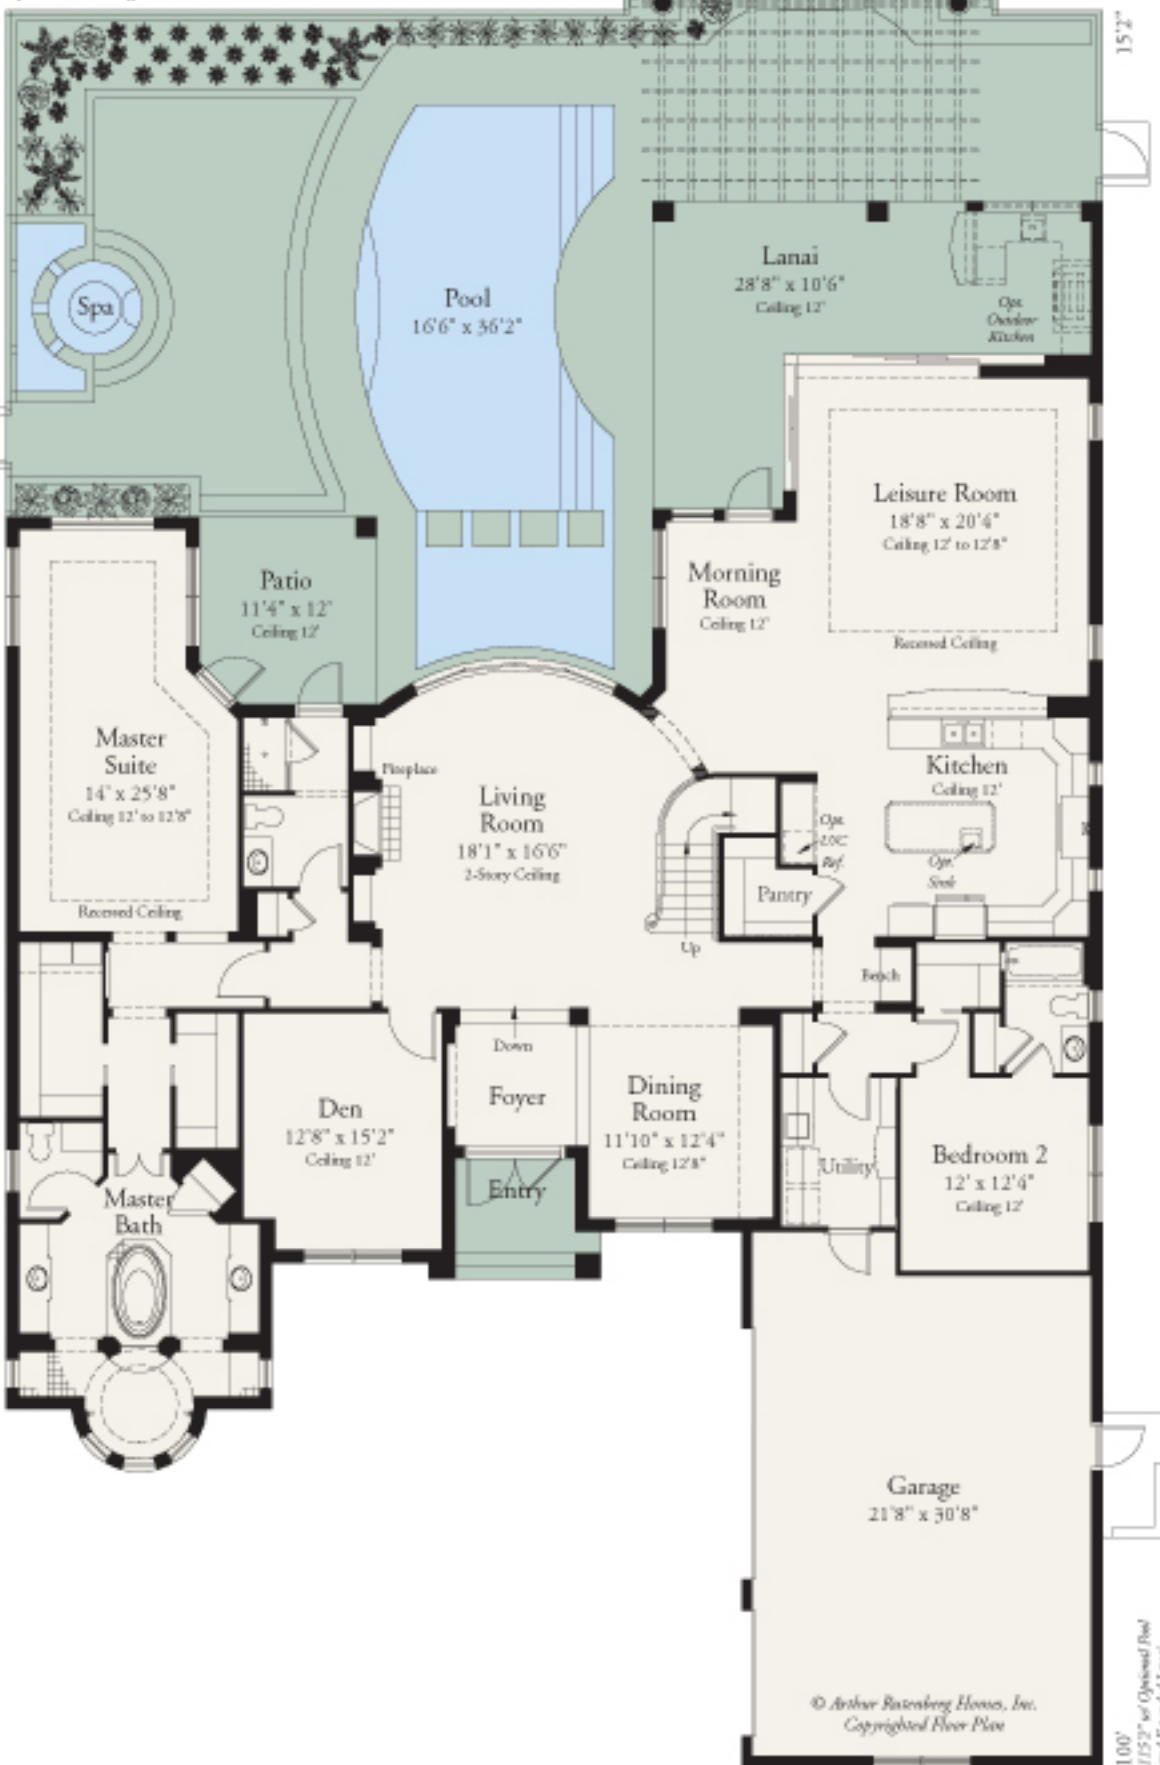 15'2"
Lanai
28'8" x 10'6"
Ceiling 12'
Spa
Pool
16'6" x 36'2"
Opt.
Outdoor
Kitchen
Leisure Room
18'8" x 20'4"
Ceiling 12' to 12'8"
Recessed Ceiling
Morning
Room
Ceiling 12'
Patio
11'4" x 12'
Ceiling 12'
Master
Suite
14' x 25'8"
Ceiling 12' to 12'8"
Recessed Ceiling
Fireplace
Living
Room
18'1" x 16'6"
2-Story Ceiling
Kitchen
Ceiling 12'
Opt.
Ref.
Opt.
Sink
Pantry
Up
Bench
Down
Foyer
Den
12'8" x 15'2"
Ceiling 12'
Dining
Room
11'10" x 12'4"
Ceiling 12'8"
Utility
Bedroom 2
12' x 12'4"
Ceiling 12'
Entry
Master
Bath
Garage
21'8" x 30'8"
© Arthur Rutenberg Homes, Inc.
Copyrighted Floor Plan
100'
115'2" w/ Optional Pool